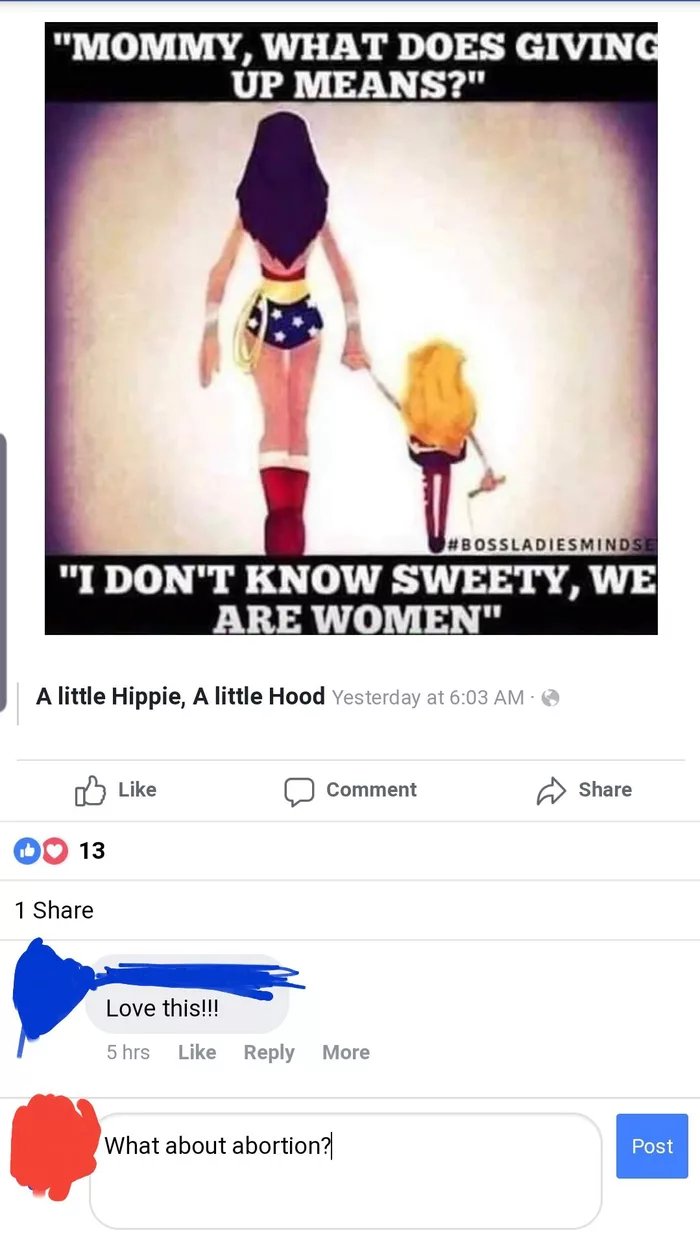 "MOMMY, WHAT DOES GIVING
UP MEANS?"
#BOSSLADIESMINDSE
"I DON'T KNOW SWEETY, WE
ARE WOMEN"
A little Hippie, A little Hood Yesterday at 6:03 AM ·
Like Comment Share
13
1 Share
Love this!!!
5 hrs Like Reply More
What about abortion?
Post